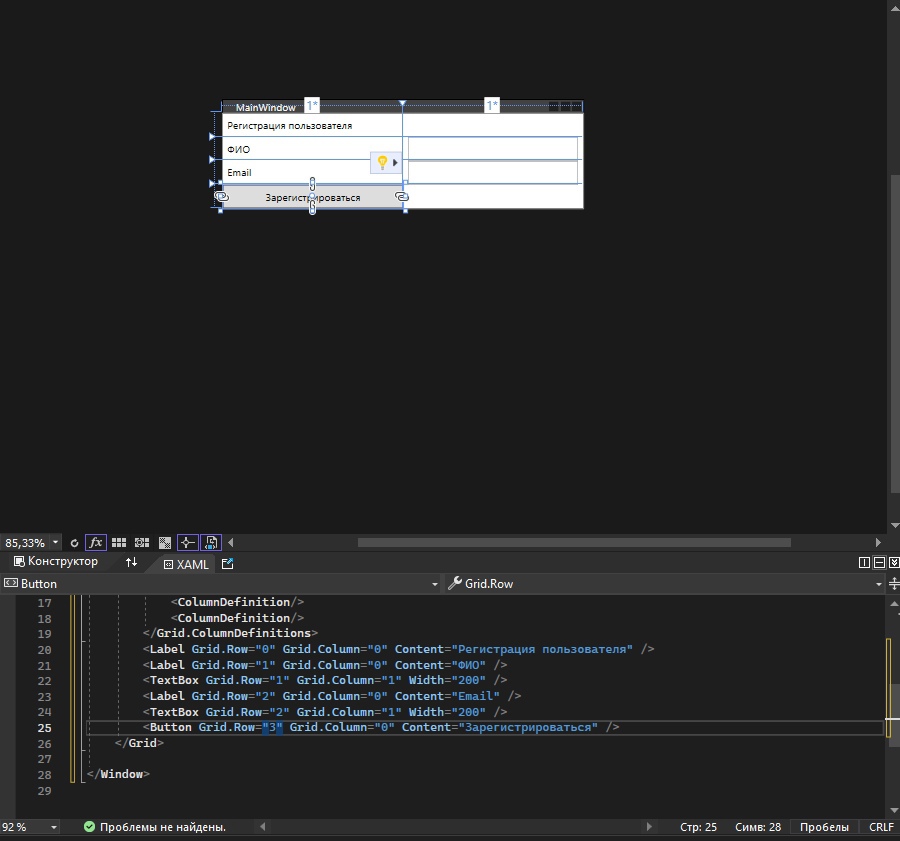 MainWindow 1* 1*
Регистрация пользователя
ФИО
Email
Зарегистрироваться
85,33% fx
Конструктор XAML
Button Grid.Row
17 <ColumnDefinition/>
18 <ColumnDefinition/>
19 </Grid.ColumnDefinitions>
20 <Label Grid.Row="0" Grid.Column="0" Content="Регистрация пользователя" />
21 <Label Grid.Row="1" Grid.Column="0" Content="ФИО" />
22 <TextBox Grid.Row="1" Grid.Column="1" Width="200" />
23 <Label Grid.Row="2" Grid.Column="0" Content="Email" />
24 <TextBox Grid.Row="2" Grid.Column="1" Width="200" />
25 <Button Grid.Row="3" Grid.Column="0" Content="Зарегистрироваться" />
26 </Grid>
27
28 </Window>
29
92 % Проблемы не найдены. Стр: 25 Симв: 28 Пробелы CRLF